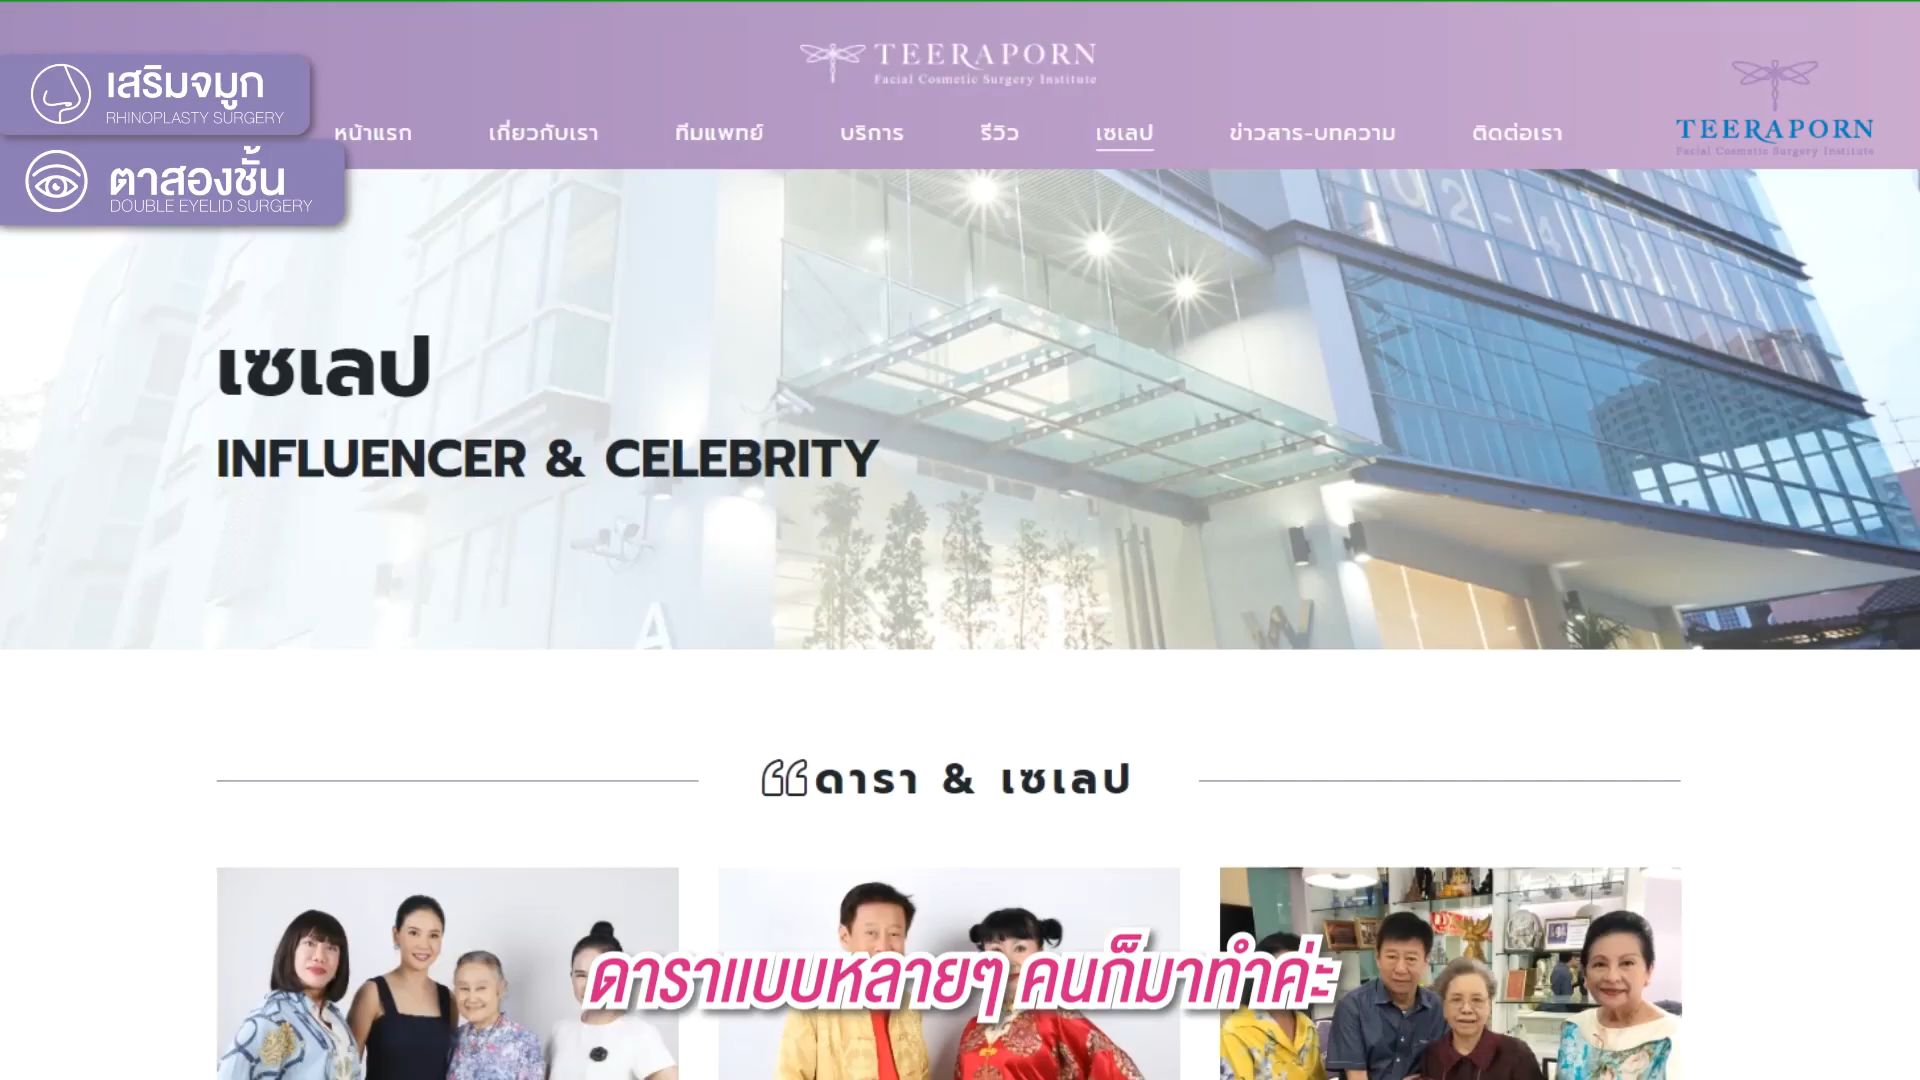 TEERAPORN
Facial Cosmetic Surgery Institute
เสริมจมูก
RHINOPLASTY SURGERY
ตาสองชั้น
DOUBLE EYELID SURGERY
หน้าแรก เกี่ยวกับเรา ทีมแพทย์ บริการ รีวิว เซเลป ข่าวสาร-บทความ ติดต่อเรา
TEERAPORN
Facial Cosmetic Surgery Institute
เซเลป
INFLUENCER & CELEBRITY
ดารา & เซเลป
ดาราแบบหลายๆ คนก็มาทำค่ะ